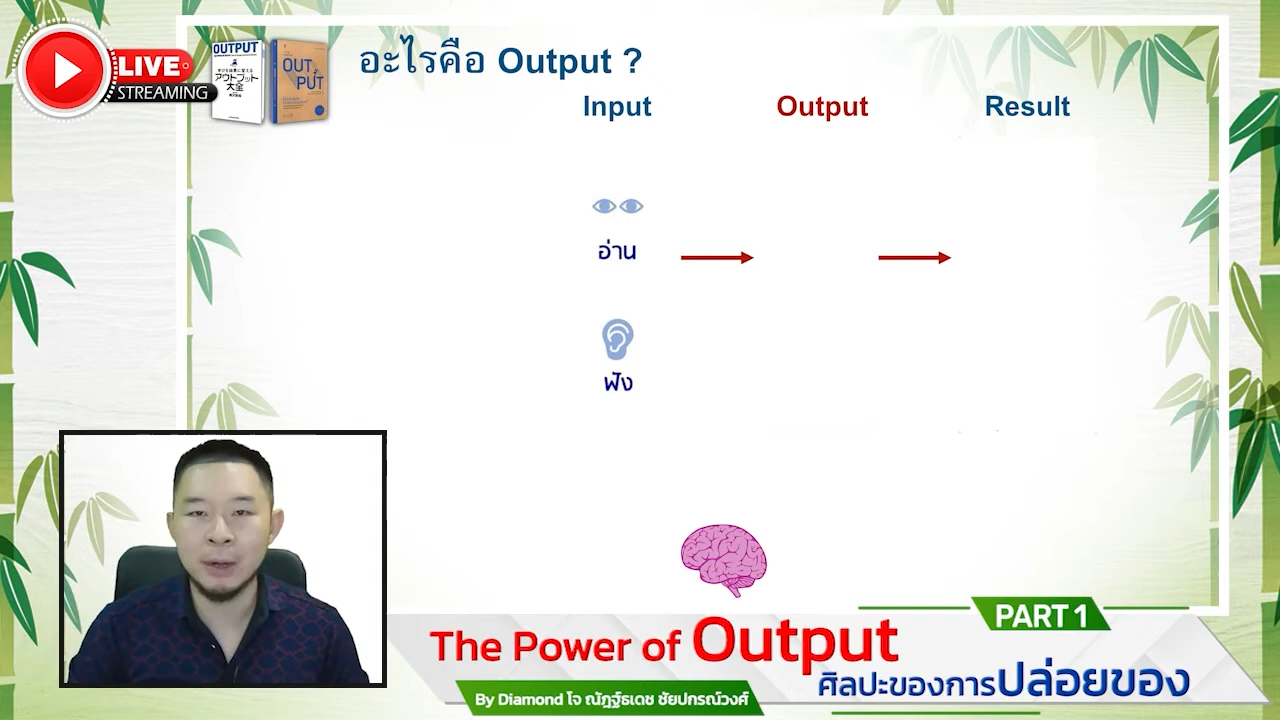 LIVE
STREAMING
OUTPUT
アウトプット
大全
OUT
PUT
อะไรคือ Output ?
Input
Output
Result
อ่าน
ฟัง
PART 1
The Power of Output
ศิลปะของการปล่อยของ
By Diamond โจ ณัฏฐ์ธเดช ชัยปกรณ์วงศ์